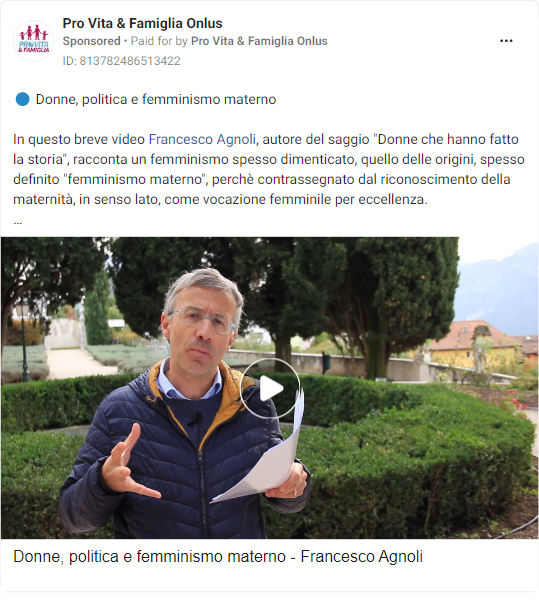 Pro Vita & Famiglia Onlus
Sponsored • Paid for by Pro Vita & Famiglia Onlus
ID: 813782486513422
PROVITA
& FAMIGLIA
Donne, politica e femminismo materno
In questo breve video Francesco Agnoli, autore del saggio "Donne che hanno fatto
la storia", racconta un femminismo spesso dimenticato, quello delle origini, spesso
definito "femminismo materno", perchè contrassegnato dal riconoscimento della
maternità, in senso lato, come vocazione femminile per eccellenza.
...
Donne, politica e femminismo materno - Francesco Agnoli